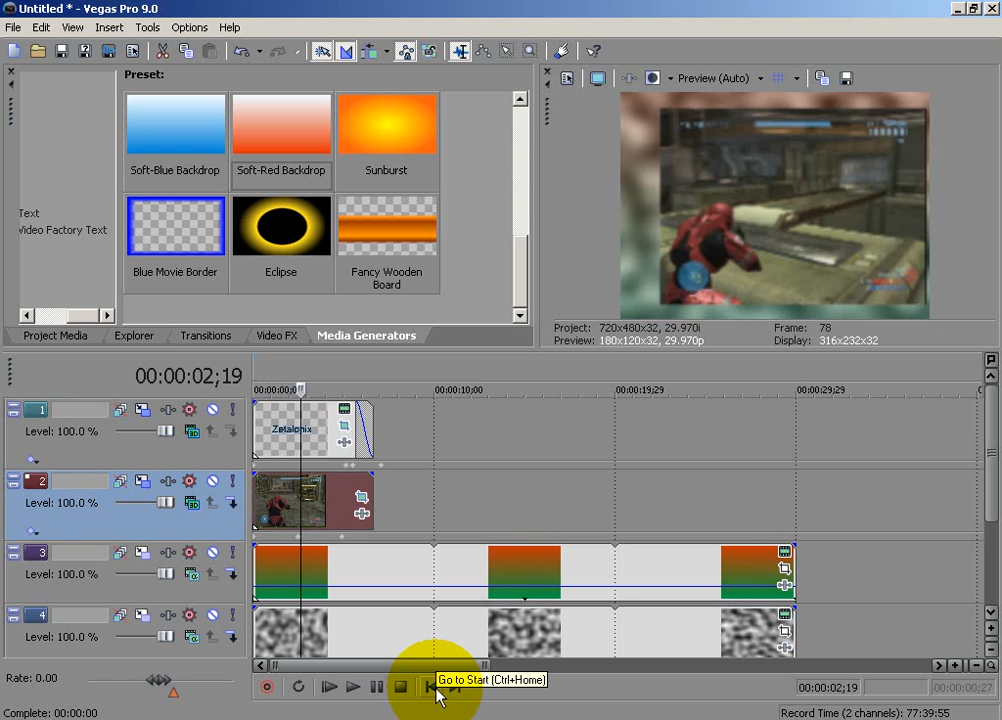 Untitled * - Vegas Pro 9.0
File Edit View Insert Tools Options Help
Preset:
Soft-Blue Backdrop
Soft-Red Backdrop
Sunburst
Text
Video Factory Text
Blue Movie Border
Eclipse
Fancy Wooden
Board
Project Media Explorer Transitions Video FX Media Generators
Preview (Auto)
Project: 720x480x32, 29.970i
Frame: 78
Preview: 180x120x32, 29.970p
Display: 316x232x32
00:00:02;19
00:00:00;
00:00:10;00
00:00:19;29
00:00:29;29
1
Level: 100.0 %
Zetalonix
2
Level: 100.0 %
3
Level: 100.0 %
4
Level: 100.0 %
Rate: 0.00
Go to Start (Ctrl+Home)
00:00:02;19
00:00:00;27
Complete: 00:00:00
Record Time (2 channels): 77:39:55